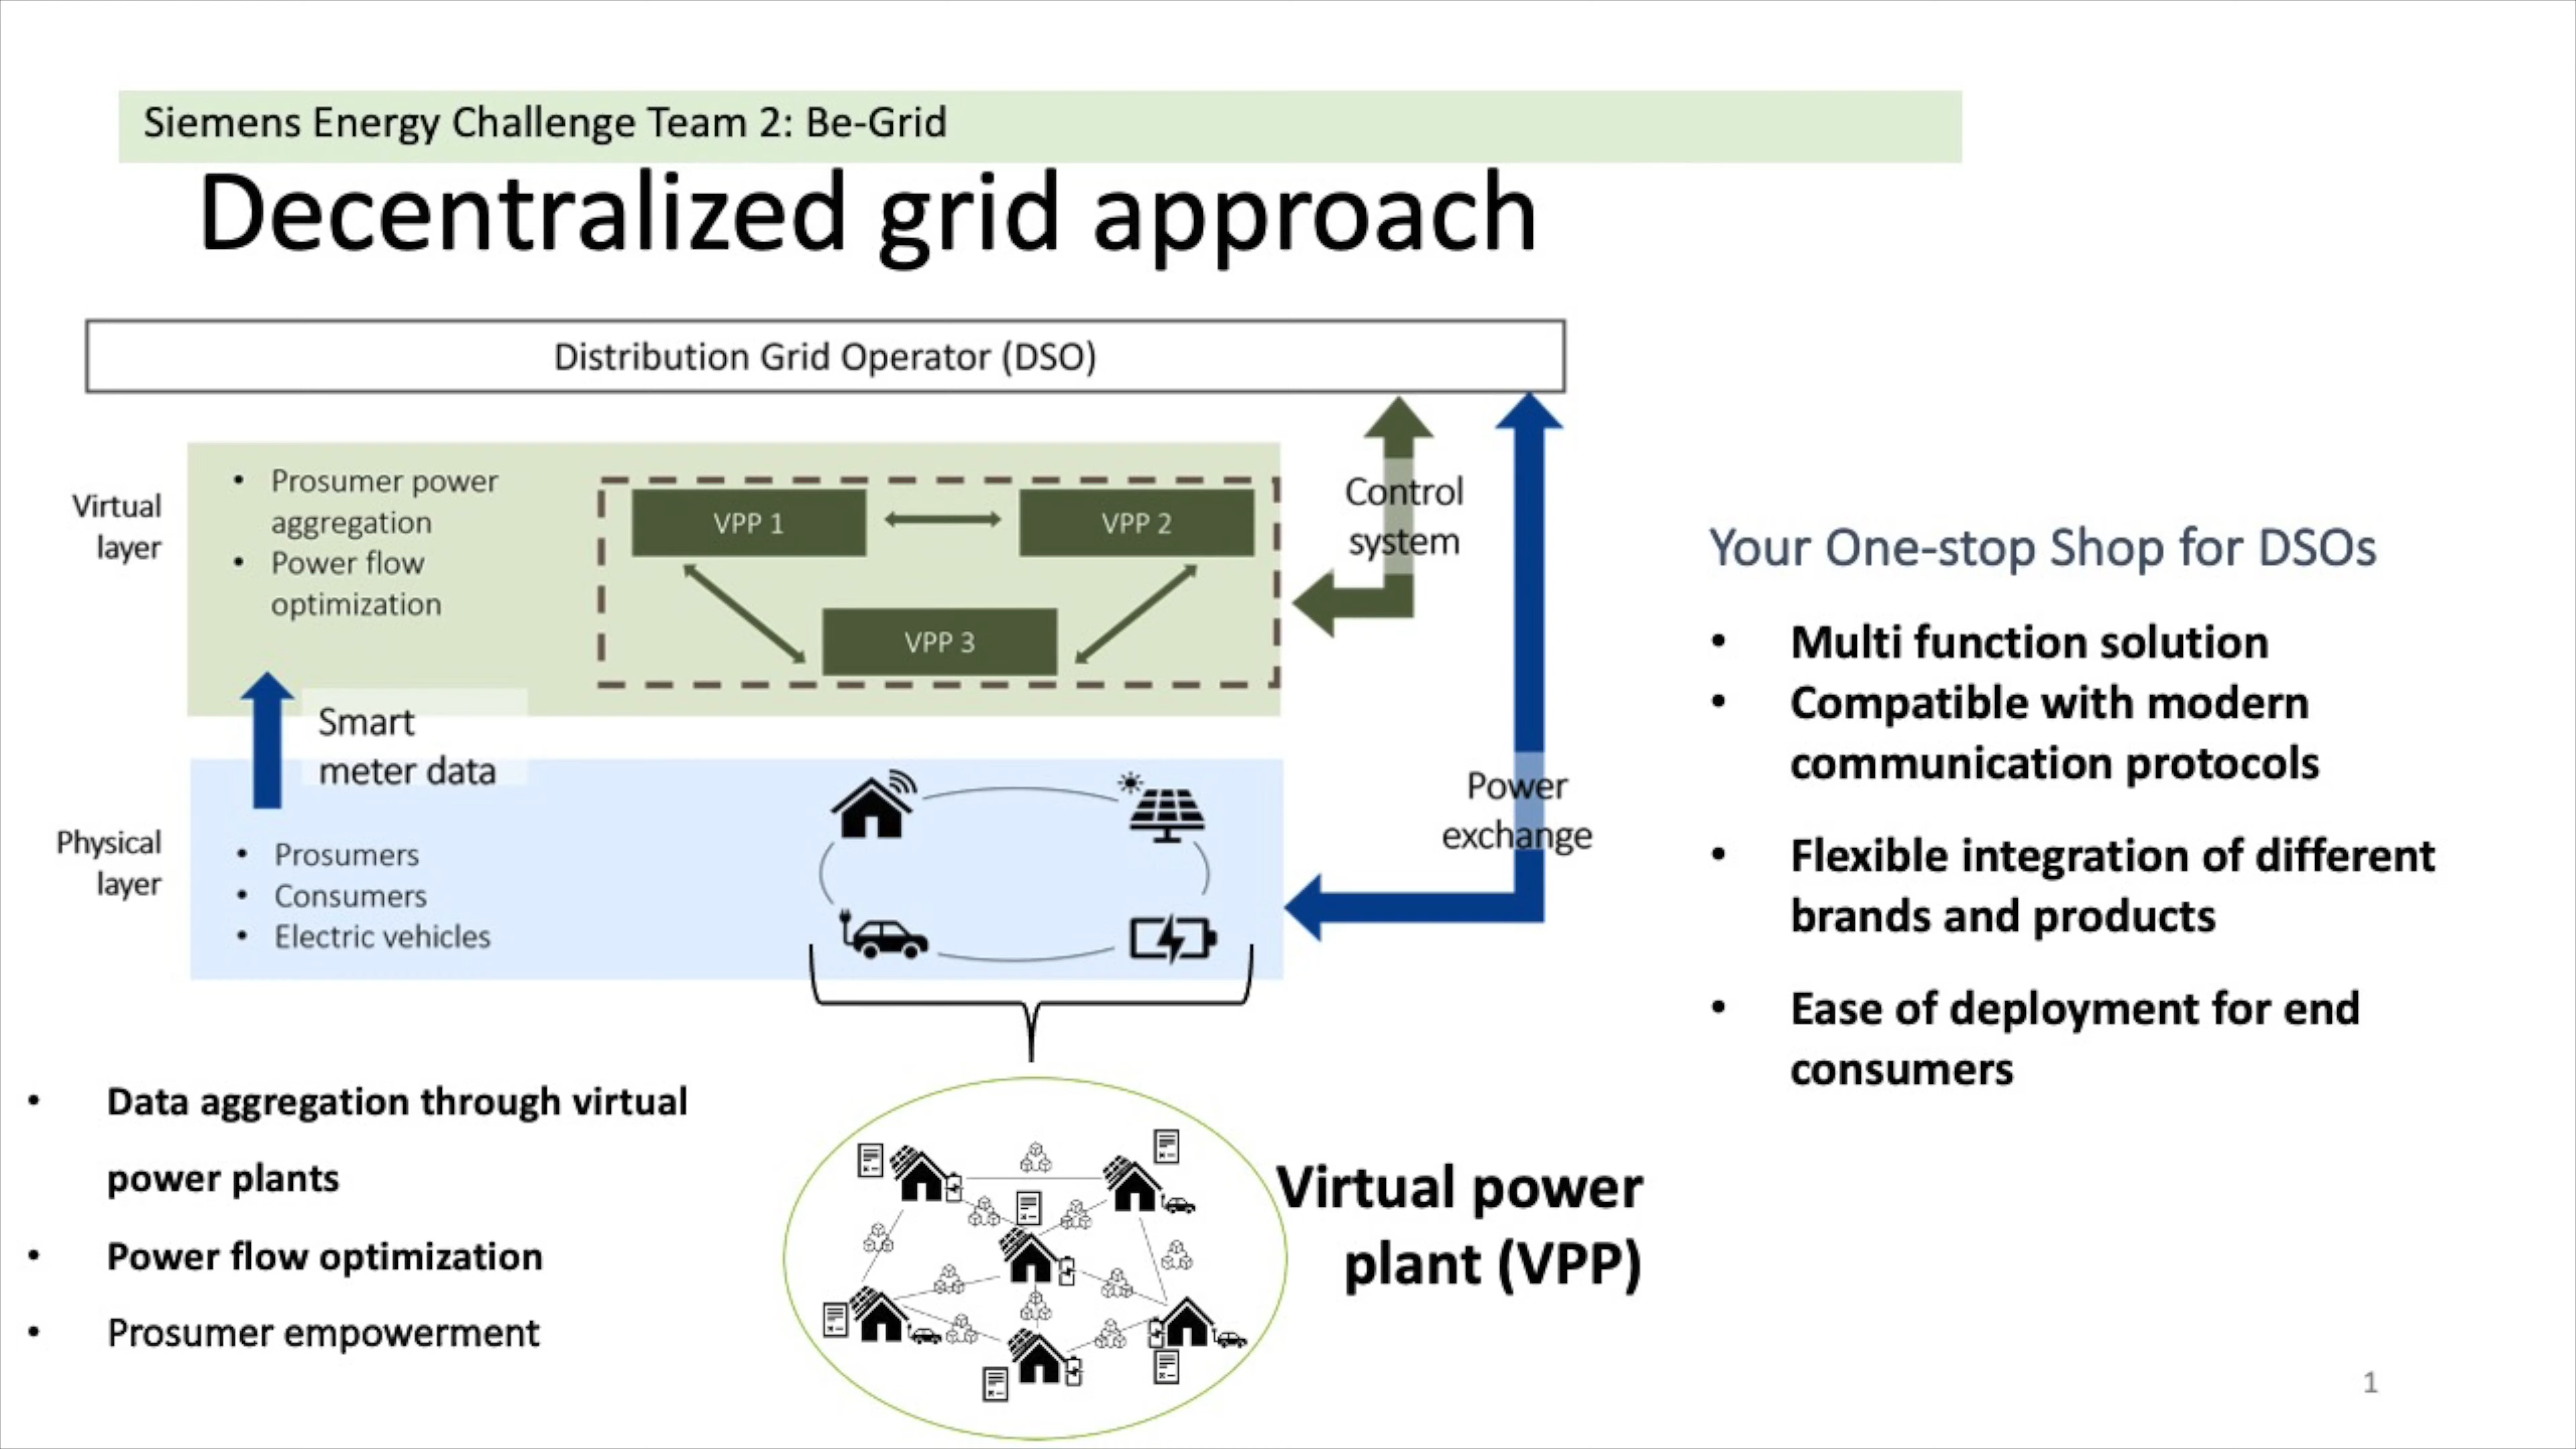 Siemens Energy Challenge Team 2: Be-Grid
Decentralized grid approach
Distribution Grid Operator (DSO)
Virtual
layer
• Prosumer power
aggregation
• Power flow
optimization
VPP 1
VPP 2
VPP 3
Control
system
Smart
meter data
Physical
layer
• Prosumers
• Consumers
• Electric vehicles
Power
exchange
Your One-stop Shop for DSOs
• Multi function solution
• Compatible with modern
communication protocols
• Flexible integration of different
brands and products
• Ease of deployment for end
consumers
• Data aggregation through virtual
power plants
• Power flow optimization
• Prosumer empowerment
Virtual power
plant (VPP)
1